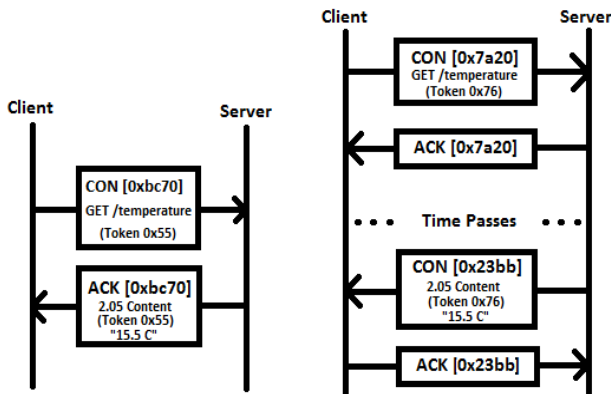 Client
Server
CON [0xbc70]
GET /temperature
(Token 0x55)
ACK [0xbc70]
2.05 Content
(Token 0x55)
"15.5 C"
Client
Server
CON [0x7a20]
GET /temperature
(Token 0x76)
ACK [0x7a20]
Time Passes
CON [0x23bb]
2.05 Content
(Token 0x76)
"15.5 C"
ACK [0x23bb]